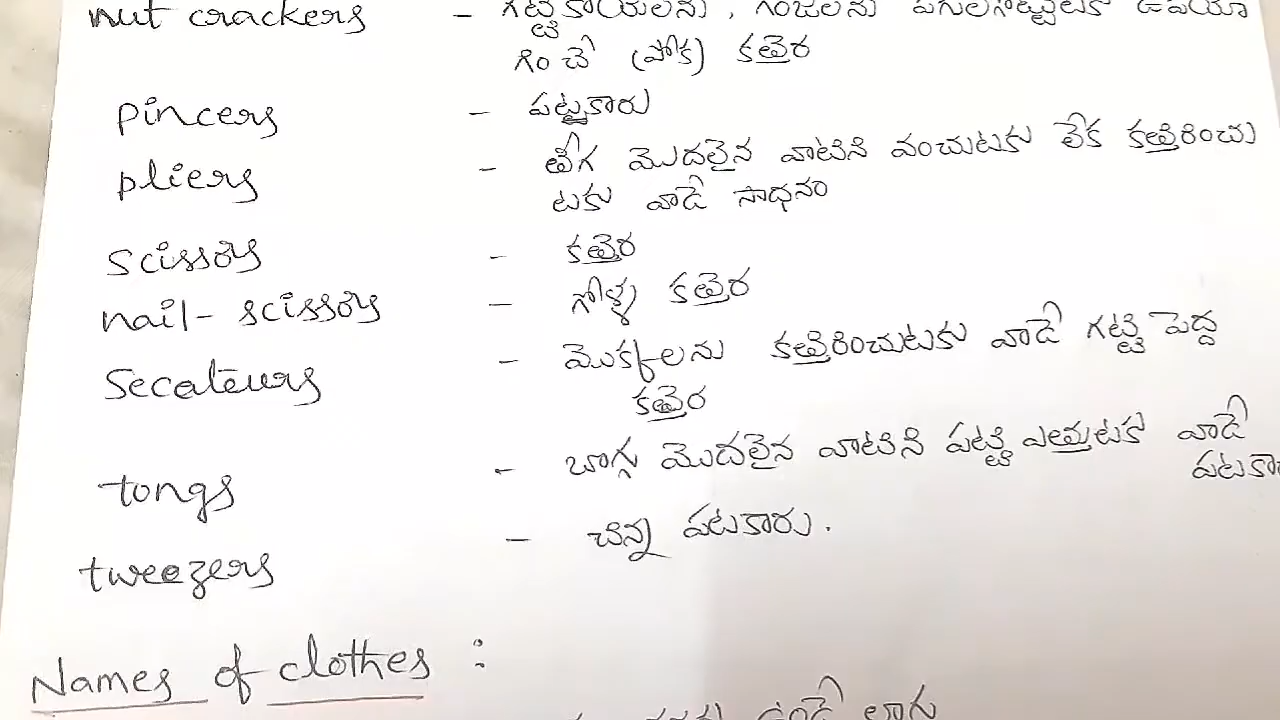 nut crackers - గట్టికాయలను, గింజలను పగులగొట్టుటకు ఉపయో
గించే (పోక) కత్తెర
pincers - పట్టకారు
pliers - తీగ మొదలైన వాటిని వంచుటకు లేక కత్తిరించు
టకు వాడే సాధనం
scissors - కత్తెర
nail-scissors - గోళ్ళ కత్తెర
Secateurs - మొక్కలను కత్తిరించుటకు వాడే గట్టి పెద్ద
కత్తెర
tongs - బొగ్గు మొదలైన వాటిని పట్టి ఎత్తుటకు వాడే
పటకా
tweezers - చిన్న పటకారు.
Names of clothes :
ఉండే లాగు